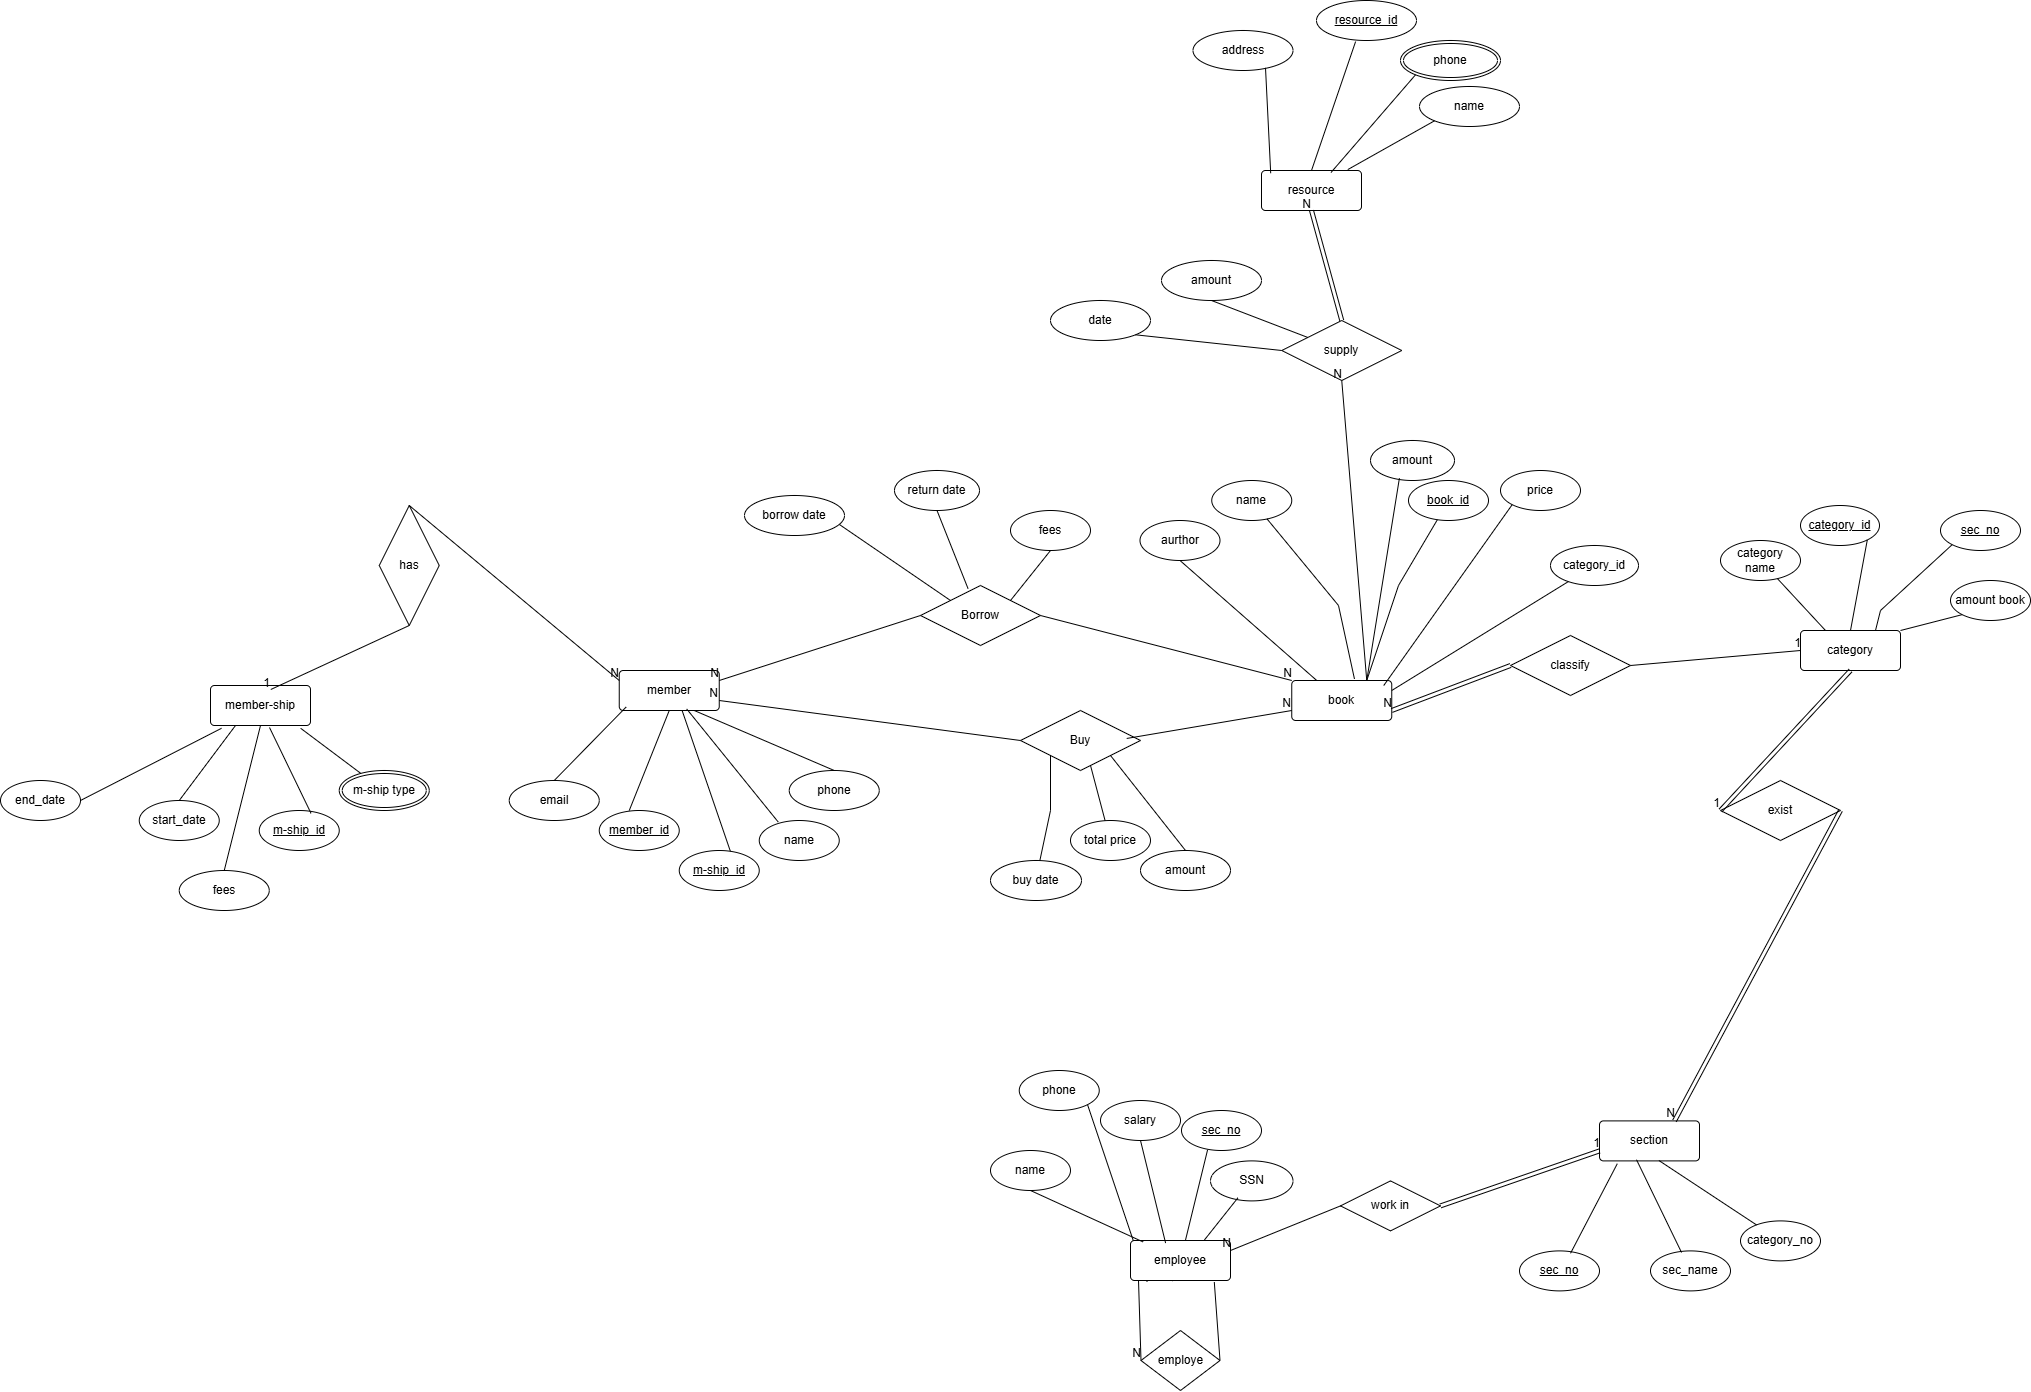 resource_id
address
phone
name
resource
N
amount
date
supply
N
amount
return date
name
book_id
price
borrow date
fees
aurthor
category_id
category_id
sec_no
category
name
amount book
has
Borrow
classify
1
category
N
N
N
member
N
book
N
N
1
member-ship
Buy
end_date
start_date
m-ship_id
m-ship type
fees
email
member_id
m-ship_id
name
phone
total price
buy date
amount
1
exist
phone
salary
sec_no
name
SSN
N
1
section
work in
N
employee
sec_no
sec_name
category_no
N
employe